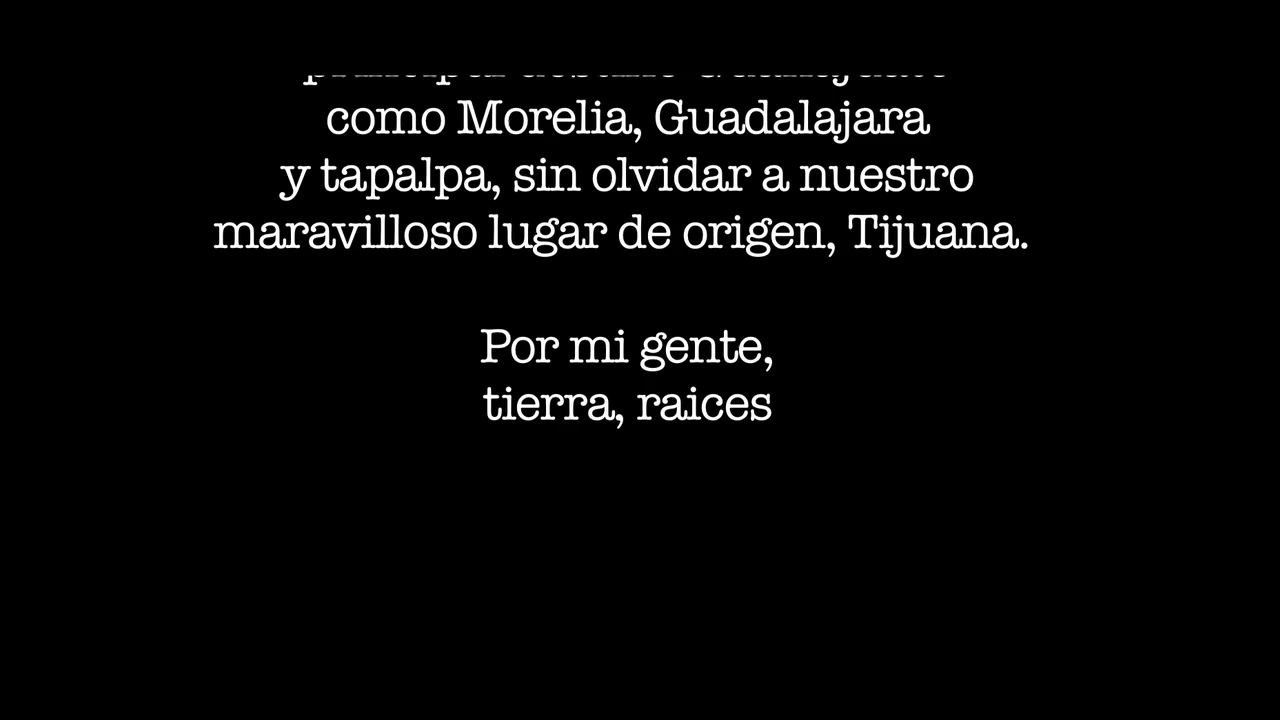 como Morelia, Guadalajara
y tapalpa, sin olvidar a nuestro
maravilloso lugar de origen, Tijuana.
Por mi gente,
tierra, raices